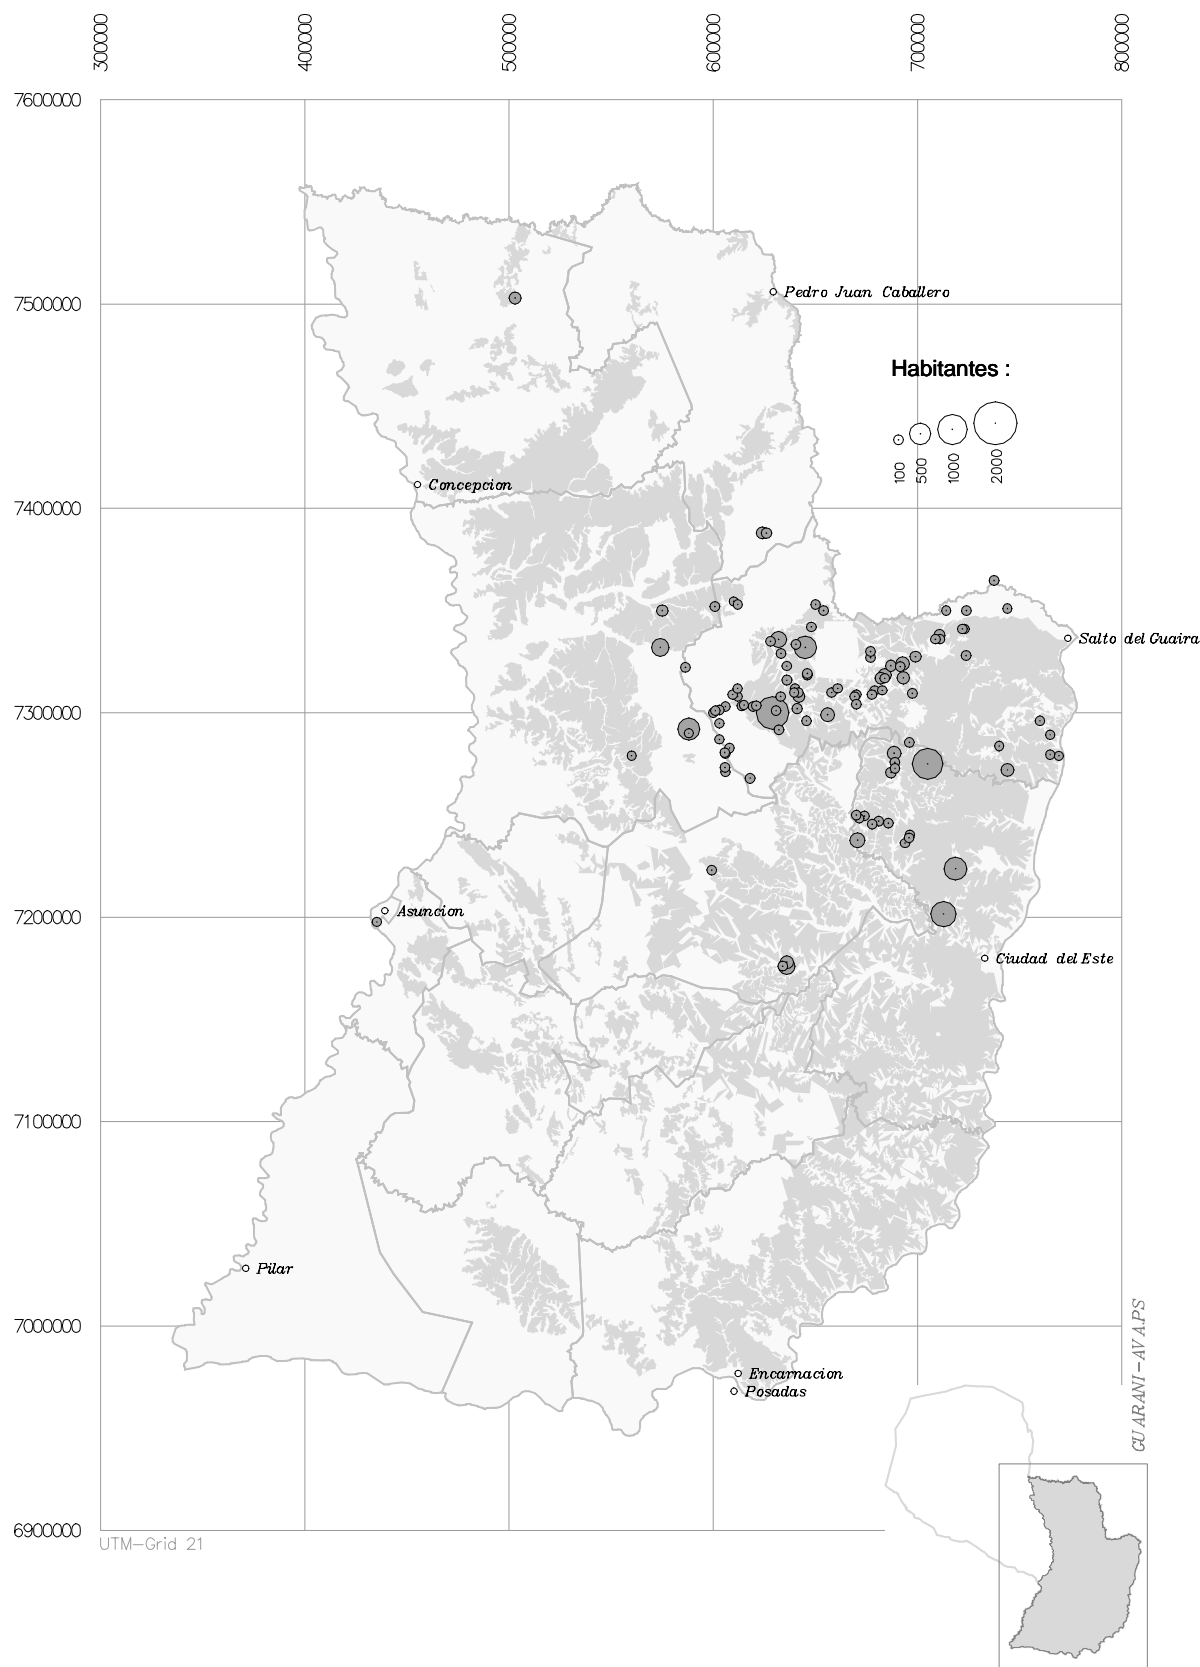 300000
400000
500000
600000
700000
800000
7600000
7500000
7400000
7300000
7200000
7100000
7000000
6900000
Pedro Juan Caballero
Habitantes :
100
500
1000
2000
Concepcion
Salto del Guaira
Asuncion
Ciudad del Este
Pilar
Encarnacion
Posadas
GUARANI-AVA.PS
UTM-Grid 21